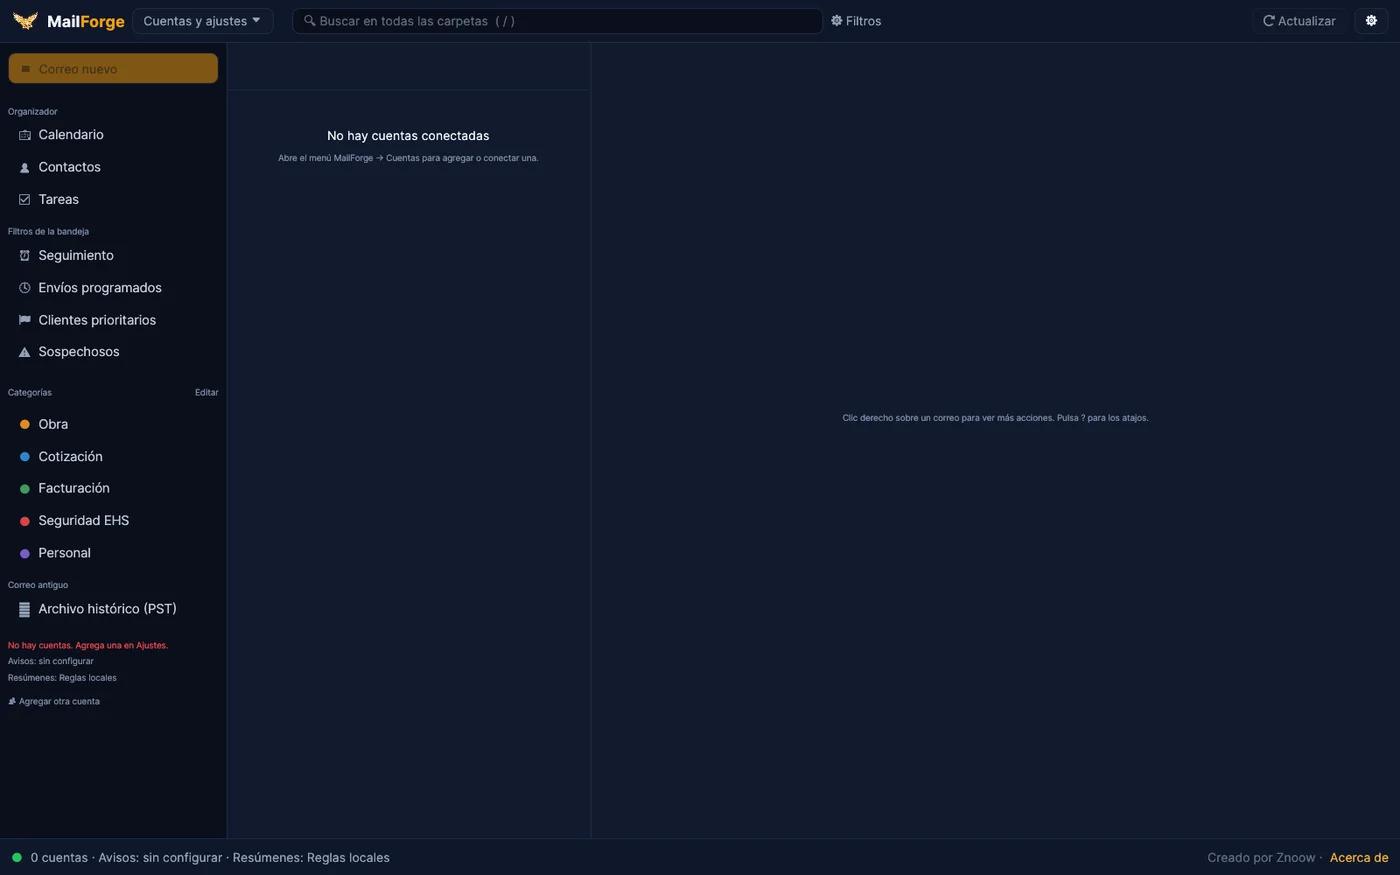 MailForge
Cuentas y ajustes
Buscar en todas las carpetas ( / )
Filtros
Actualizar
Correo nuevo
Organizador
Calendario
Contactos
Tareas
Filtros de la bandeja
Seguimiento
Envíos programados
Clientes prioritarios
Sospechosos
Categorías Editar
Obra
Cotización
Facturación
Seguridad EHS
Personal
Correo antiguo
Archivo histórico (PST)
No hay cuentas. Agrega una en Ajustes.
Avisos: sin configurar
Resúmenes: Reglas locales
Agregar otra cuenta
No hay cuentas conectadas
Abre el menú MailForge → Cuentas para agregar o conectar una.
Clic derecho sobre un correo para ver más acciones. Pulsa ? para los atajos.
0 cuentas · Avisos: sin configurar · Resúmenes: Reglas locales
Creado por Znoow · Acerca de